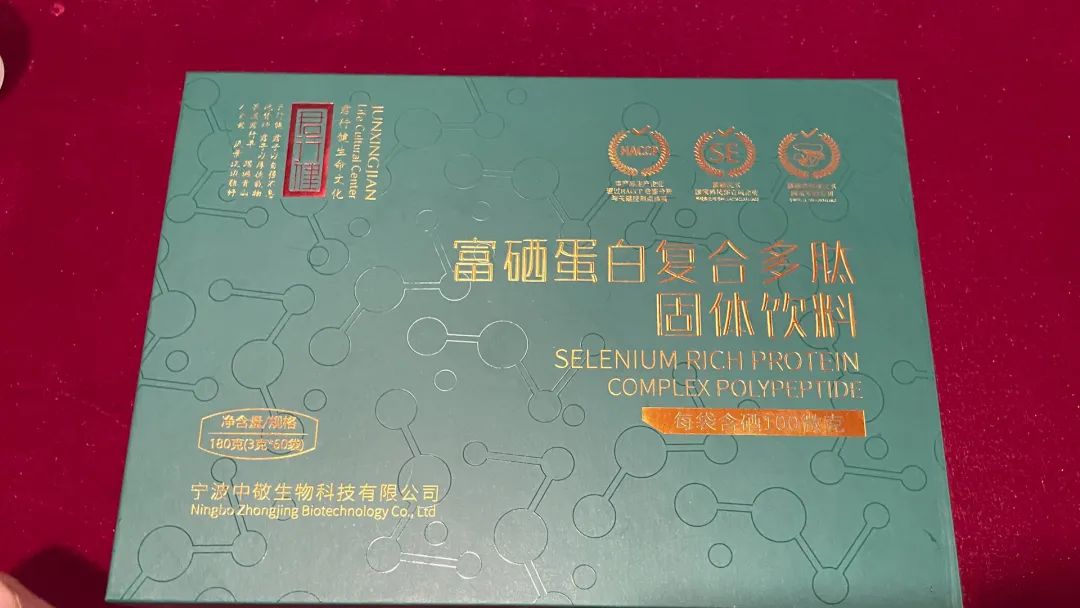 君行健
君行健生命文化
Life Cultural Center
JUNXINGJIAN
HACCP
SE
富硒蛋白复合多肽
固体饮料
SELENIUM RICH PROTEIN
COMPLEX POLYPEPTIDE
每袋含硒100微克
净含量/规格
180克(3克*60袋)
宁波中敬生物科技有限公司
Ningbo Zhongjing Biotechnology Co., Ltd